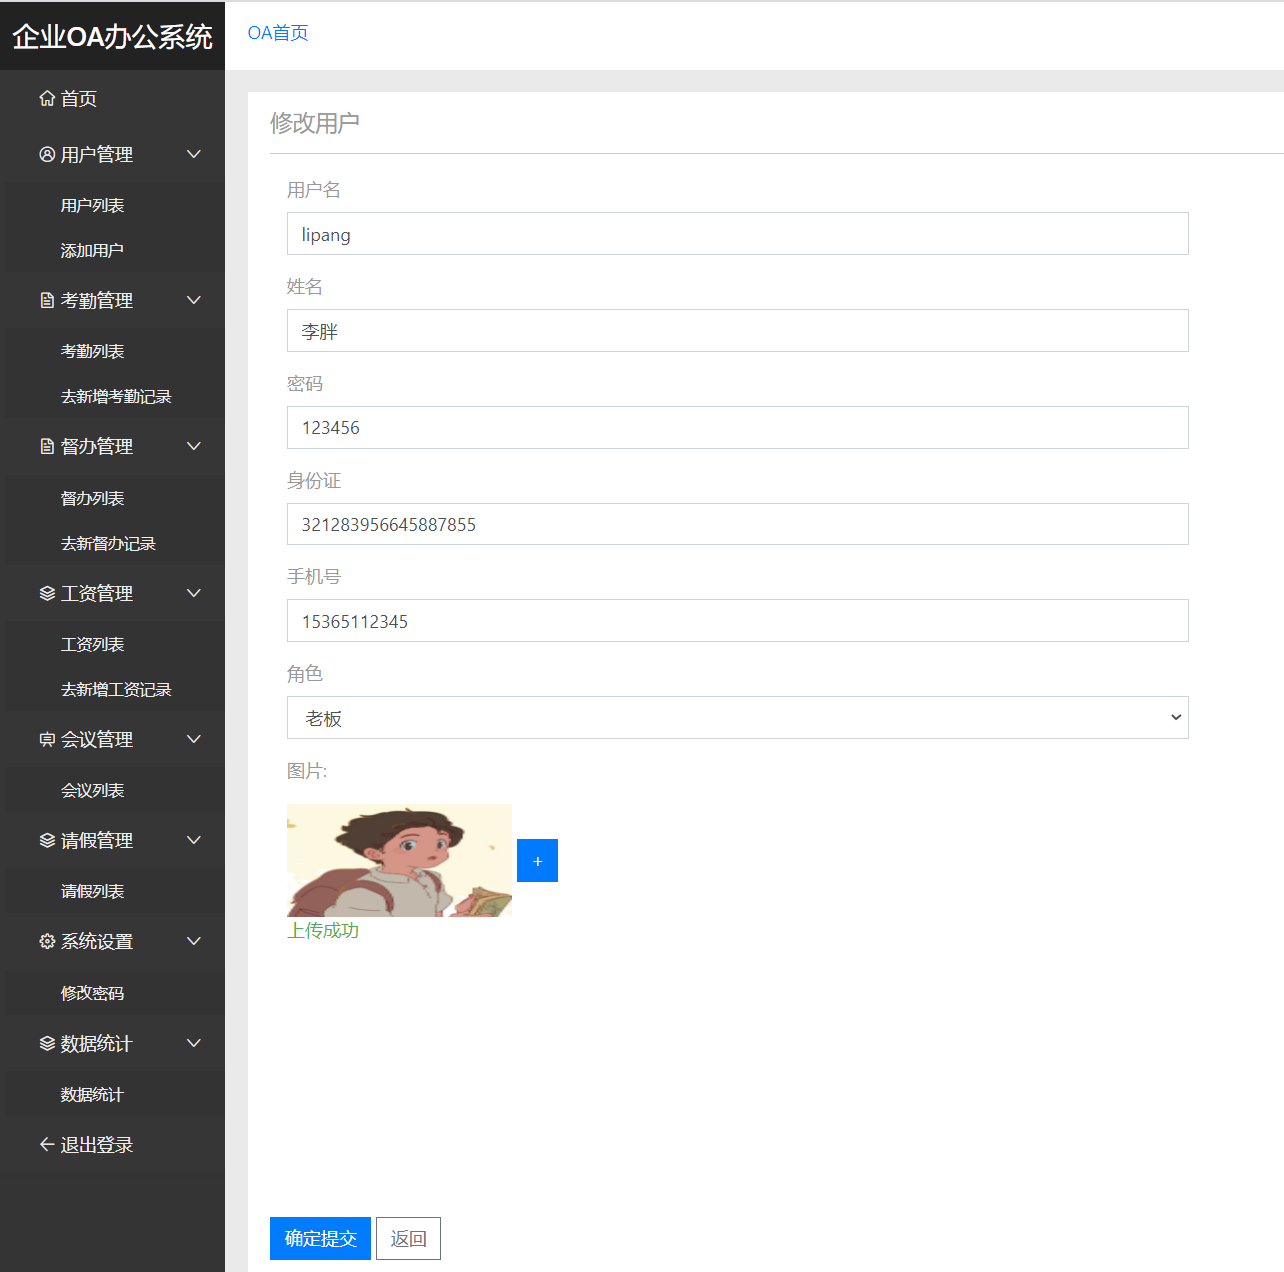 企业OA办公系统
OA首页
首页
用户管理
用户列表
添加用户
考勤管理
考勤列表
去新增考勤记录
督办管理
督办列表
去新督办记录
工资管理
工资列表
去新增工资记录
会议管理
会议列表
请假管理
请假列表
系统设置
修改密码
数据统计
数据统计
退出登录
修改用户
用户名
lipang
姓名
李胖
密码
123456
身份证
321283956645887855
手机号
15365112345
角色
老板
图片:
+
上传成功
确定提交 返回